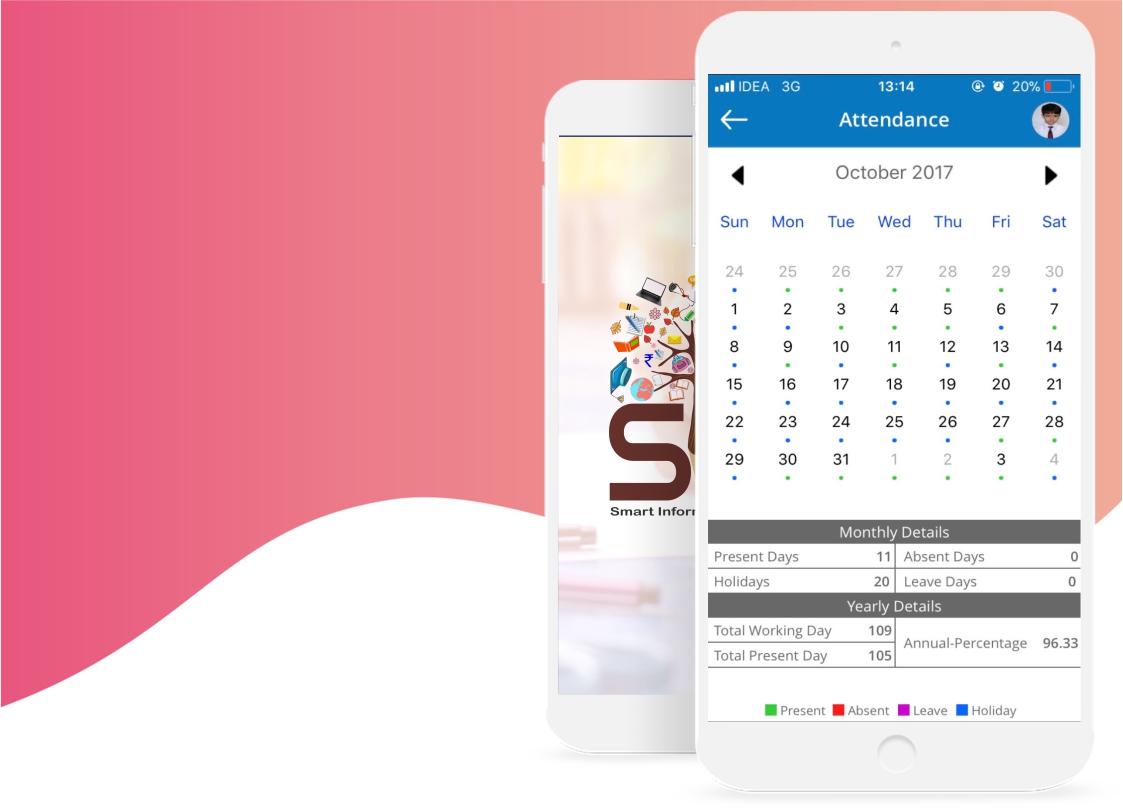 IDEA 3G 13:14 20%
Attendance
October 2017
Sun Mon Tue Wed Thu Fri Sat
24 25 26 27 28 29 30
1 2 3 4 5 6 7
8 9 10 11 12 13 14
15 16 17 18 19 20 21
22 23 24 25 26 27 28
29 30 31 1 2 3 4
Monthly Details
Present Days 11 Absent Days 0
Holidays 20 Leave Days 0
Yearly Details
Total Working Day 109
Annual-Percentage 96.33
Total Present Day 105
Present Absent Leave Holiday
₹
S
Smart Infor